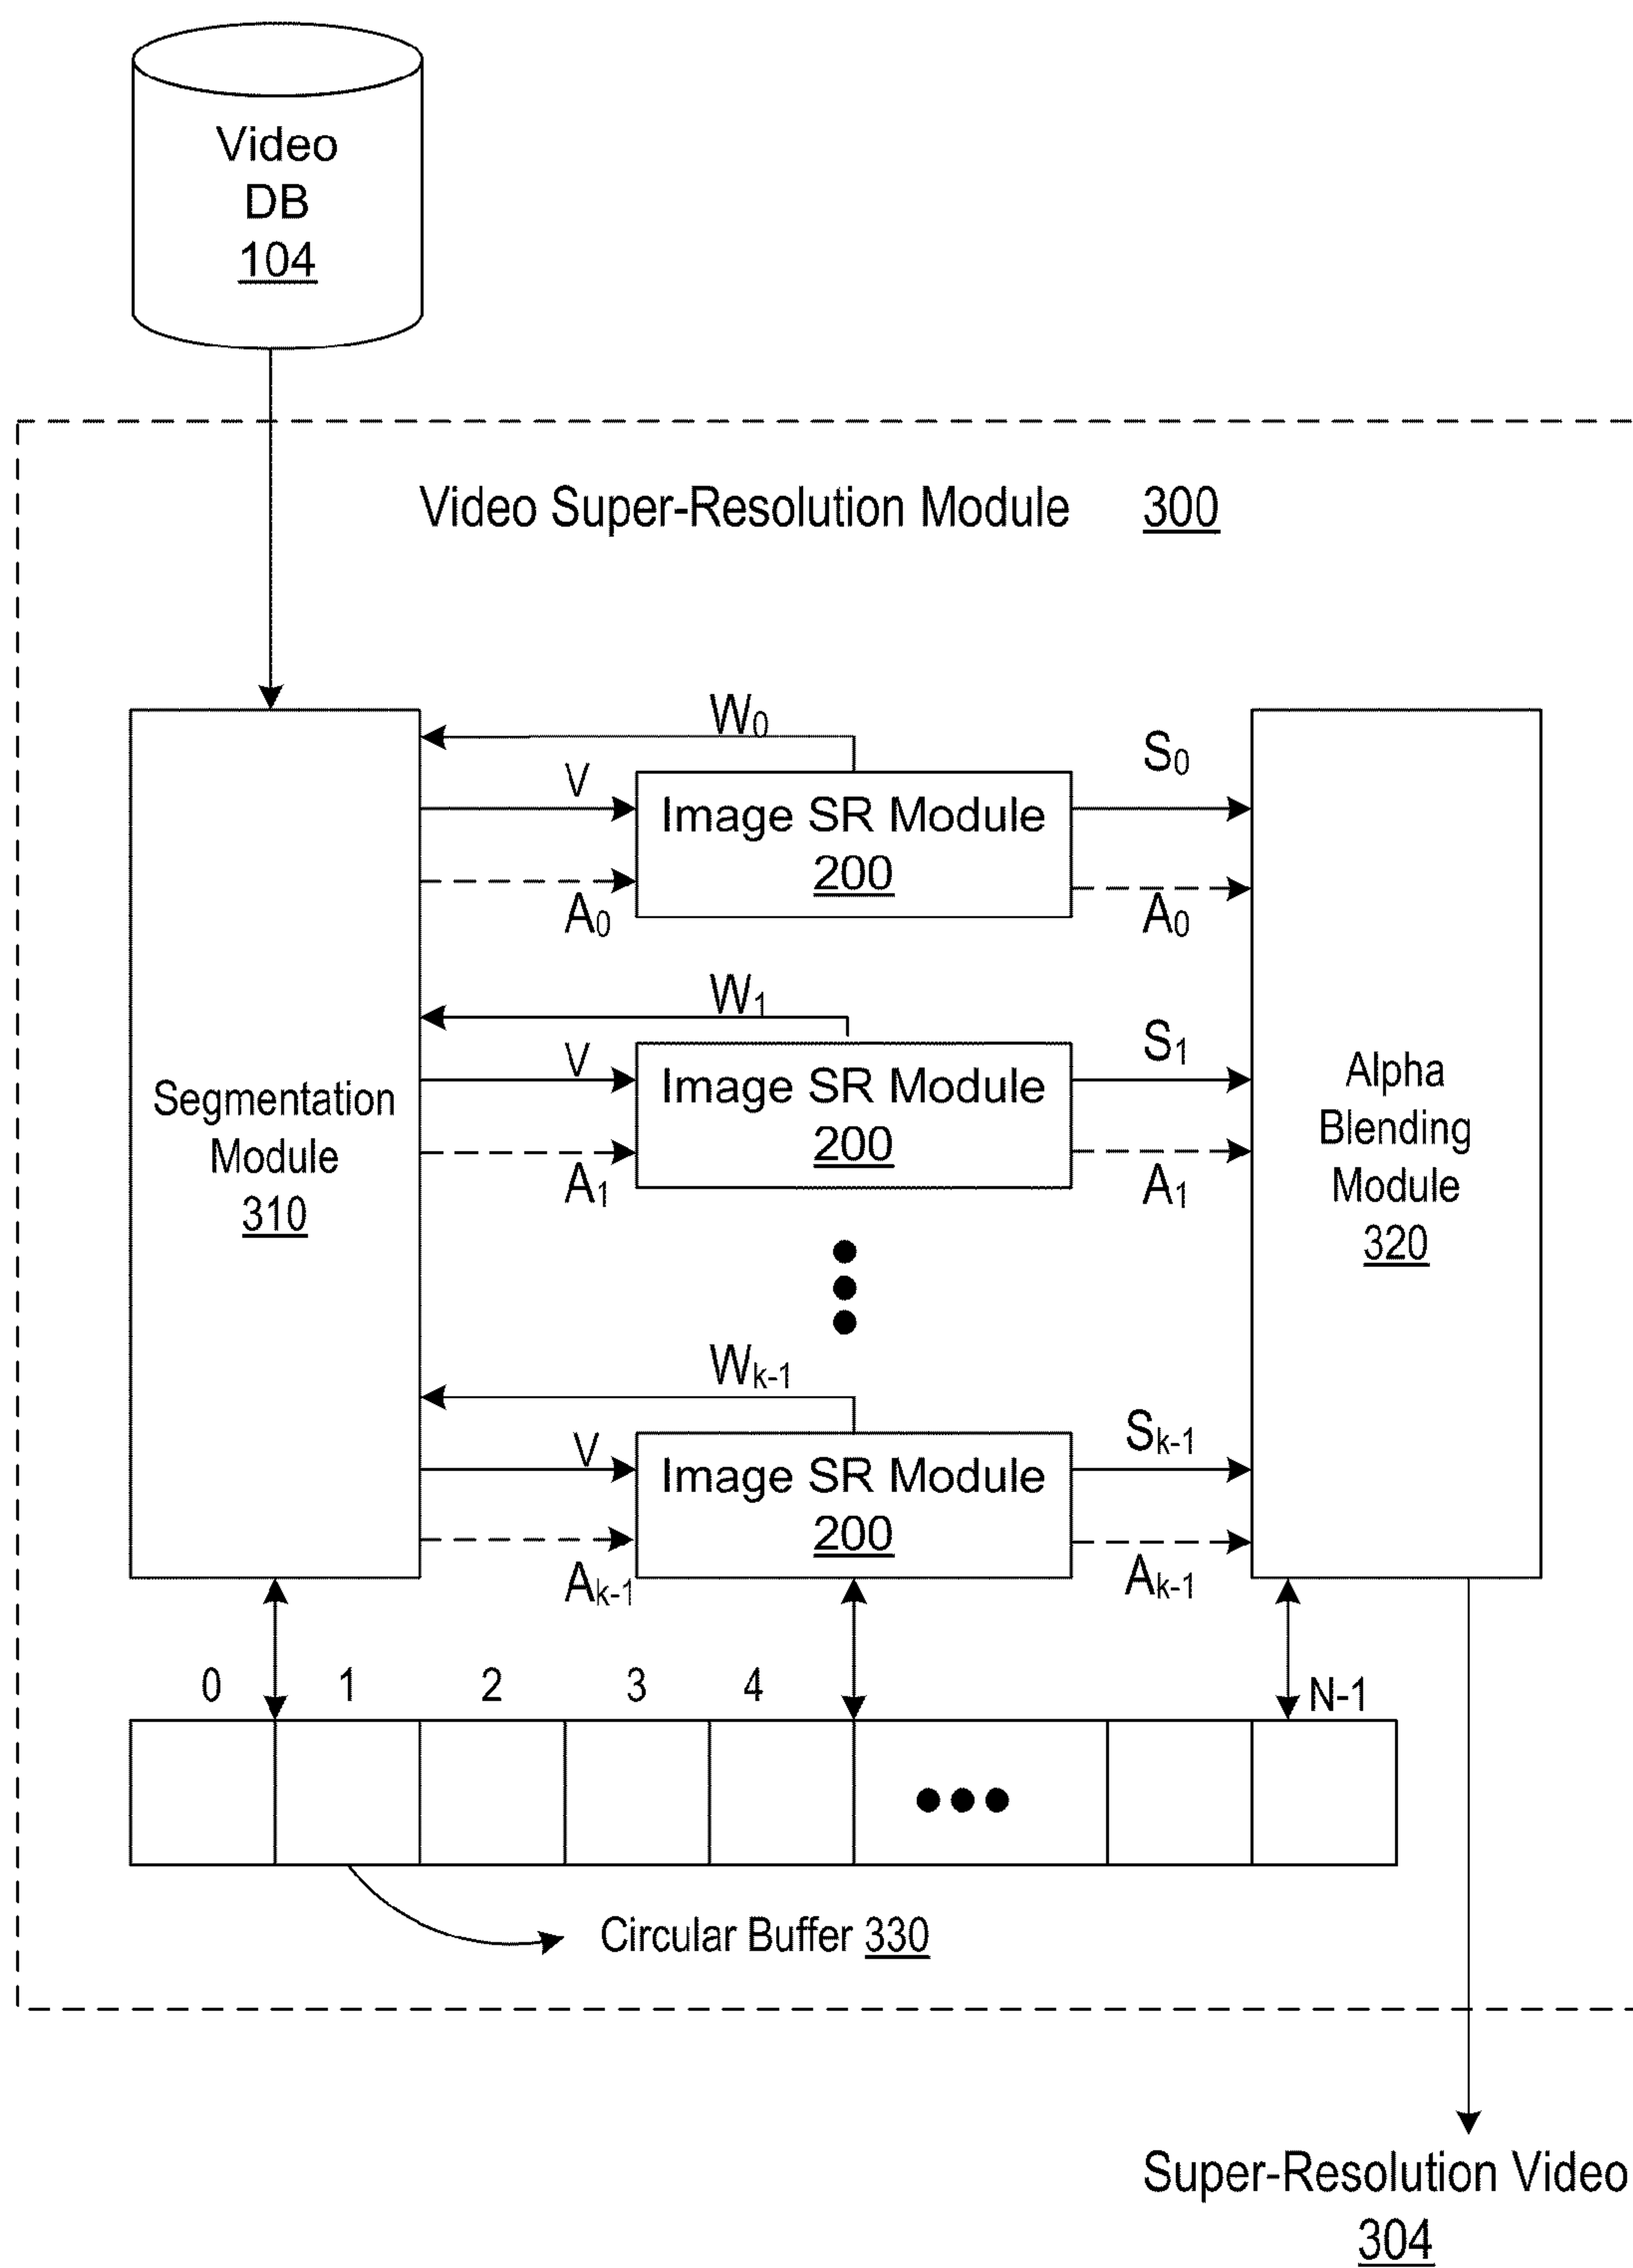 Video
DB
104
Video Super-Resolution Module 300
W0
S0
V
Image SR Module
200
A0
A0
W1
S1
V
Image SR Module
200
A1
A1
Segmentation
Module
310
Alpha
Blending
Module
320
Wk-1
Sk-1
V
Image SR Module
200
Ak-1
Ak-1
0 1 2 3 4 N-1
Circular Buffer 330
Super-Resolution Video
304